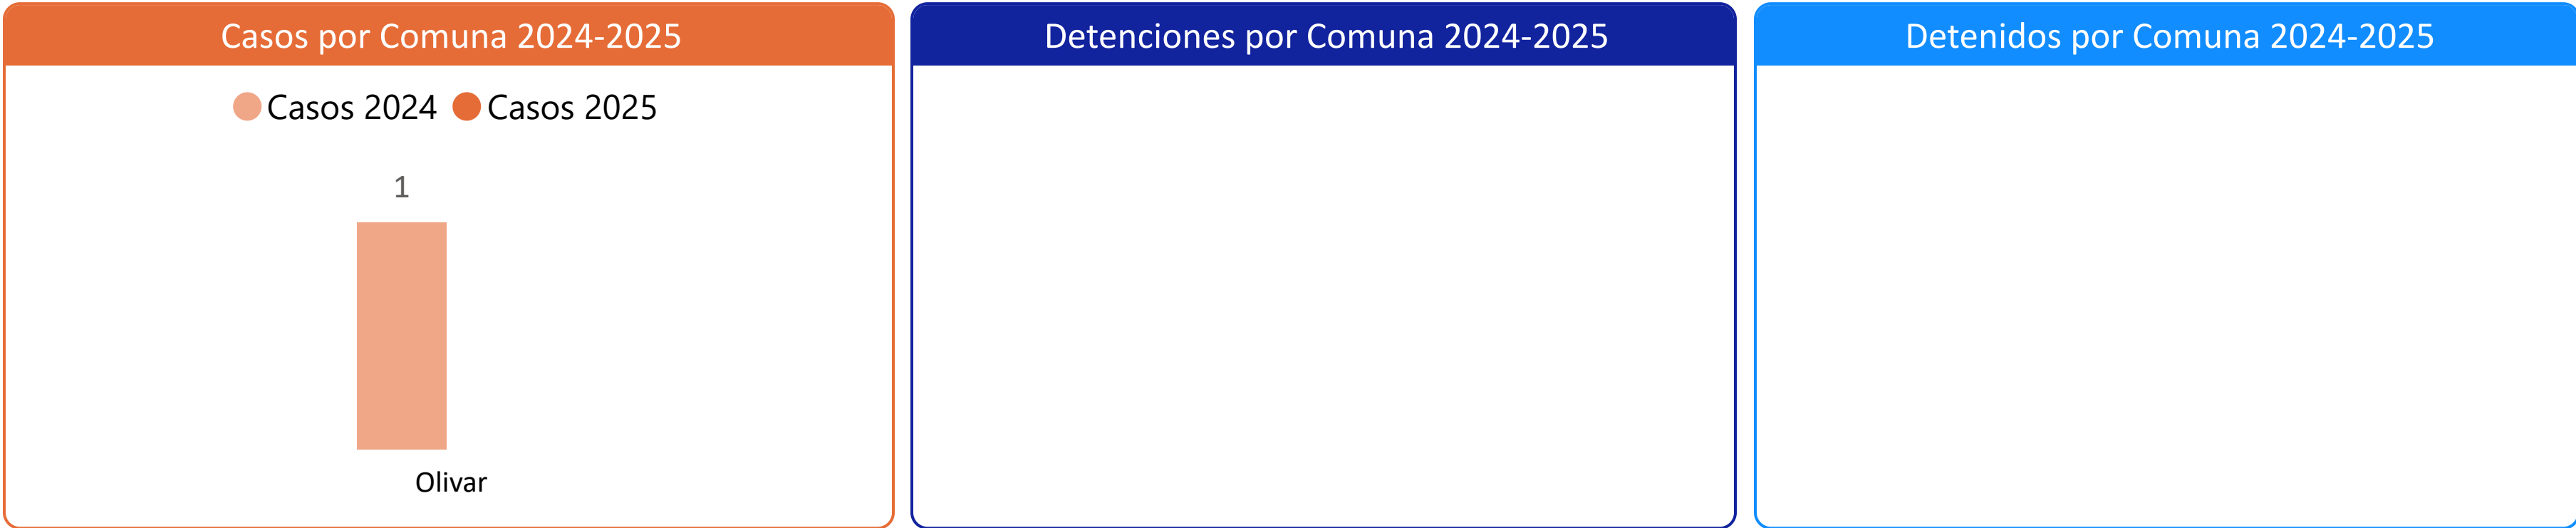 Casos por Comuna 2024-2025
Casos 2024 Casos 2025
1
Olivar
Detenciones por Comuna 2024-2025
Detenidos por Comuna 2024-2025